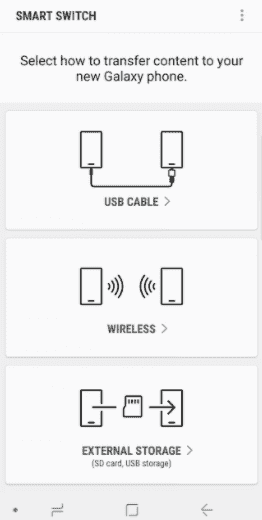 SMART SWITCH
Select how to transfer content to your
new Galaxy phone.
USB CABLE >
WIRELESS >
EXTERNAL STORAGE >
(SD card, USB storage)